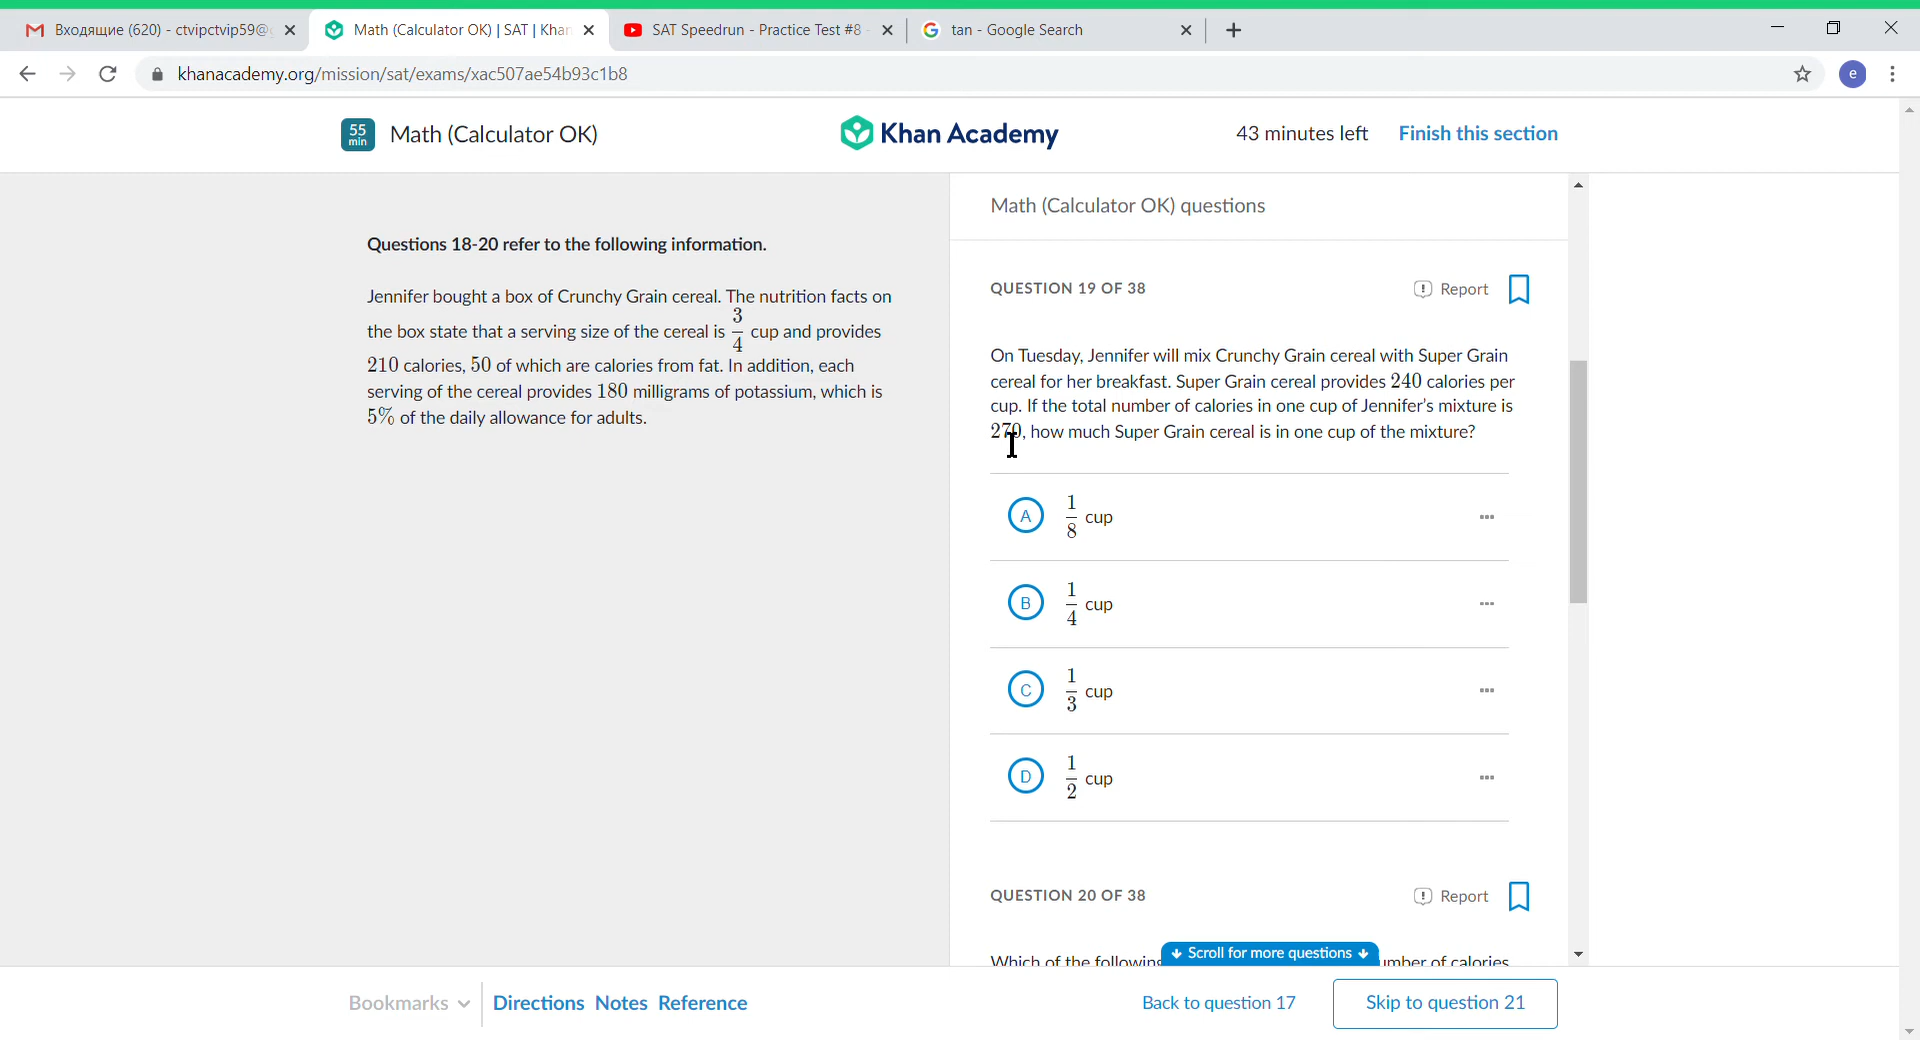 Входящие (620) - ctvipctvip59@
Math (Calculator OK) | SAT | Khan
SAT Speedrun - Practice Test #8
tan - Google Search
khanacademy.org/mission/sat/exams/xac507ae54b93c1b8
e
55 min
Math (Calculator OK)
Khan Academy
43 minutes left
Finish this section
Questions 18-20 refer to the following information.
Jennifer bought a box of Crunchy Grain cereal. The nutrition facts on
the box state that a serving size of the cereal is 3/4 cup and provides
210 calories, 50 of which are calories from fat. In addition, each
serving of the cereal provides 180 milligrams of potassium, which is
5% of the daily allowance for adults.
Math (Calculator OK) questions
QUESTION 19 OF 38
Report
On Tuesday, Jennifer will mix Crunchy Grain cereal with Super Grain
cereal for her breakfast. Super Grain cereal provides 240 calories per
cup. If the total number of calories in one cup of Jennifer's mixture is
270, how much Super Grain cereal is in one cup of the mixture?
A 1/8 cup
B 1/4 cup
C 1/3 cup
D 1/2 cup
QUESTION 20 OF 38
Report
Scroll for more questions
Which of the following umber of calories
Bookmarks
Directions Notes Reference
Back to question 17
Skip to question 21